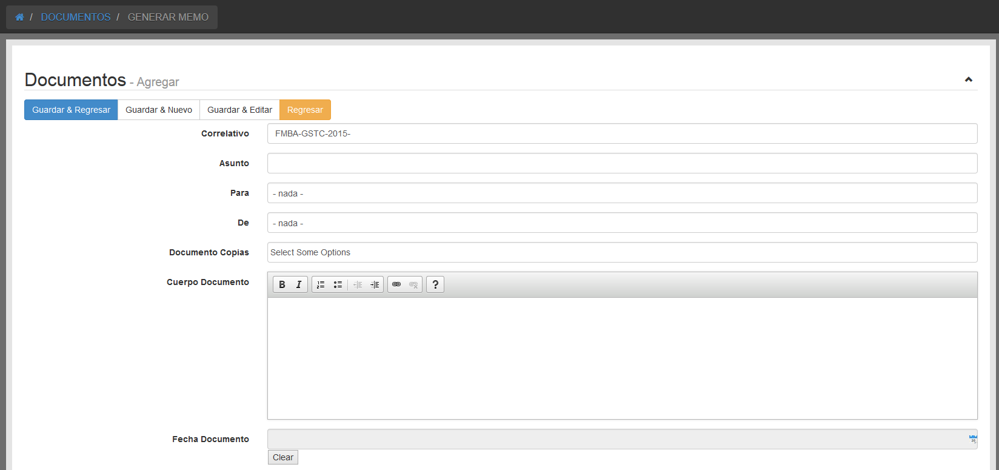 / DOCUMENTOS / GENERAR MEMO
Documentos - Agregar
Guardar & Regresar Guardar & Nuevo Guardar & Editar Regresar
Correlativo FMBA-GSTC-2015-
Asunto
Para - nada -
De - nada -
Documento Copias Select Some Options
Cuerpo Documento B I ?
Fecha Documento
Clear